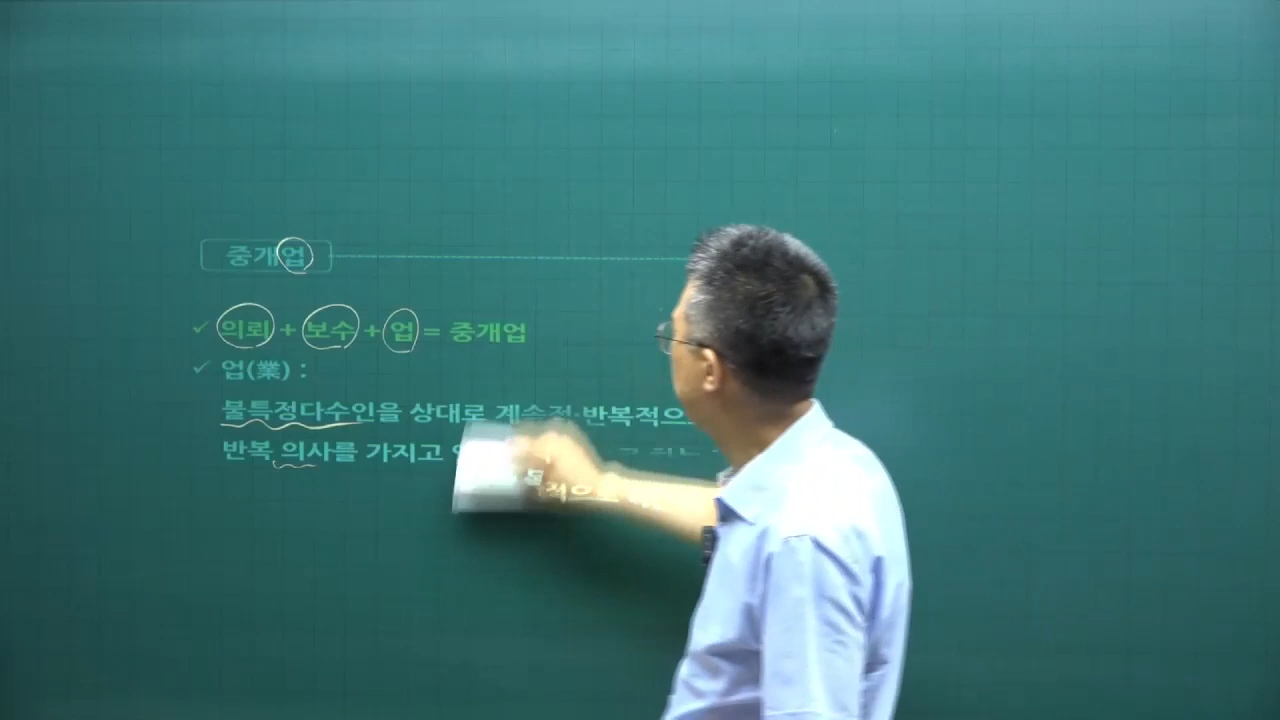 중개업
✓ 의뢰 + 보수 + 업 = 중개업
✓ 업(業) :
불특정다수인을 상대로 계속적·반복적으
반복 의사를 가지고